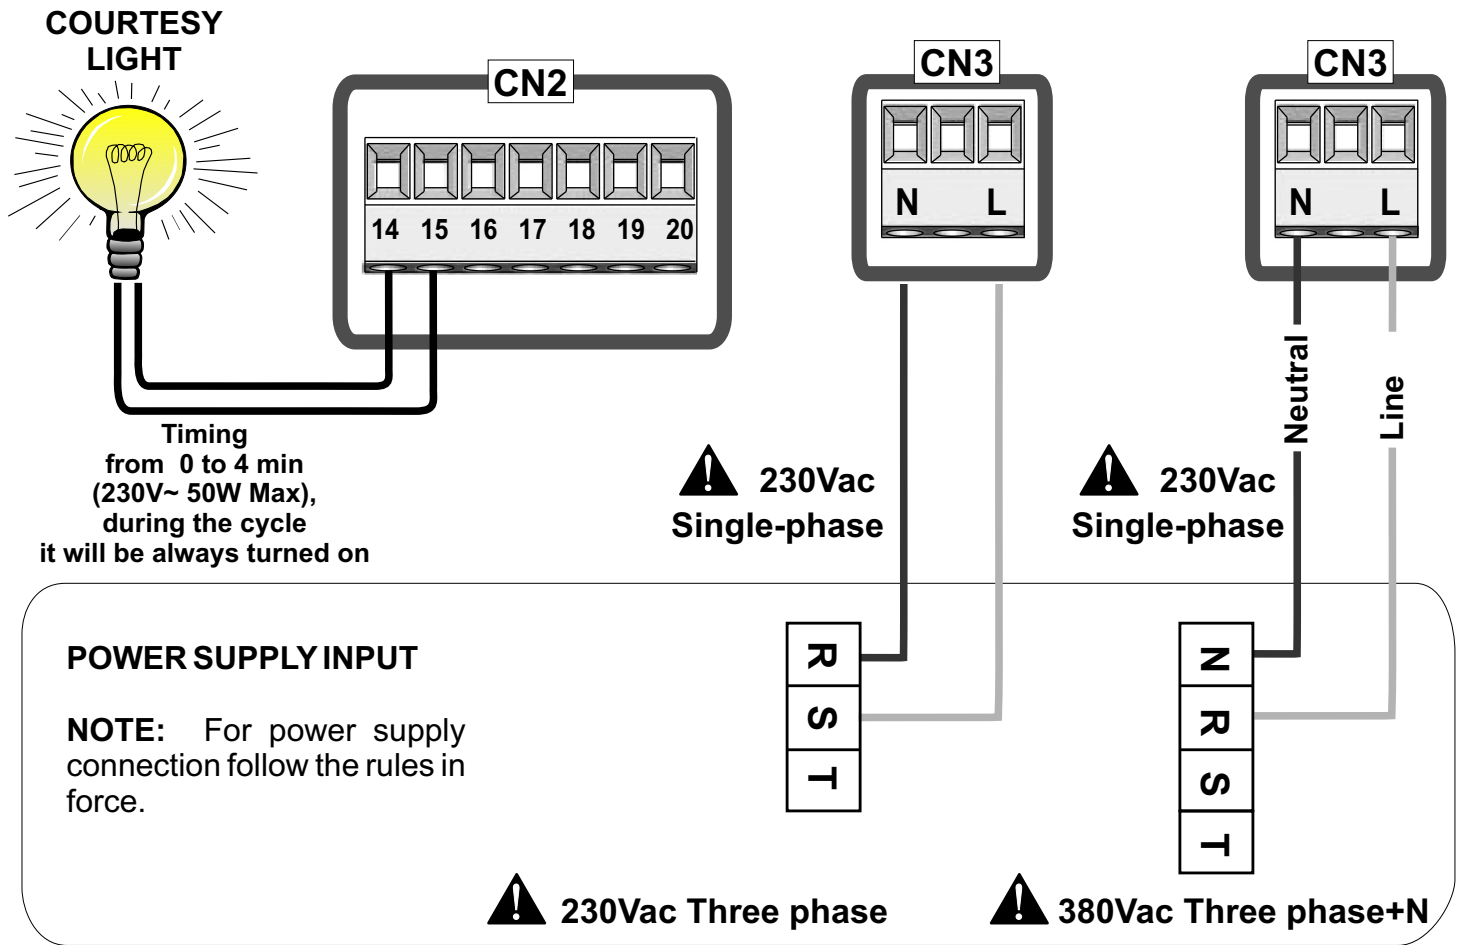 COURTESY
LIGHT
CN2
14 15 16 17 18 19 20
Timing
from 0 to 4 min
(230V~ 50W Max),
during the cycle
it will be always turned on
CN3
N L
230Vac
Single-phase
CN3
N L
Neutral
Line
230Vac
Single-phase
POWER SUPPLY INPUT
NOTE: For power supply
connection follow the rules in
force.
R
S
T
230Vac Three phase
N
R
S
T
380Vac Three phase+N